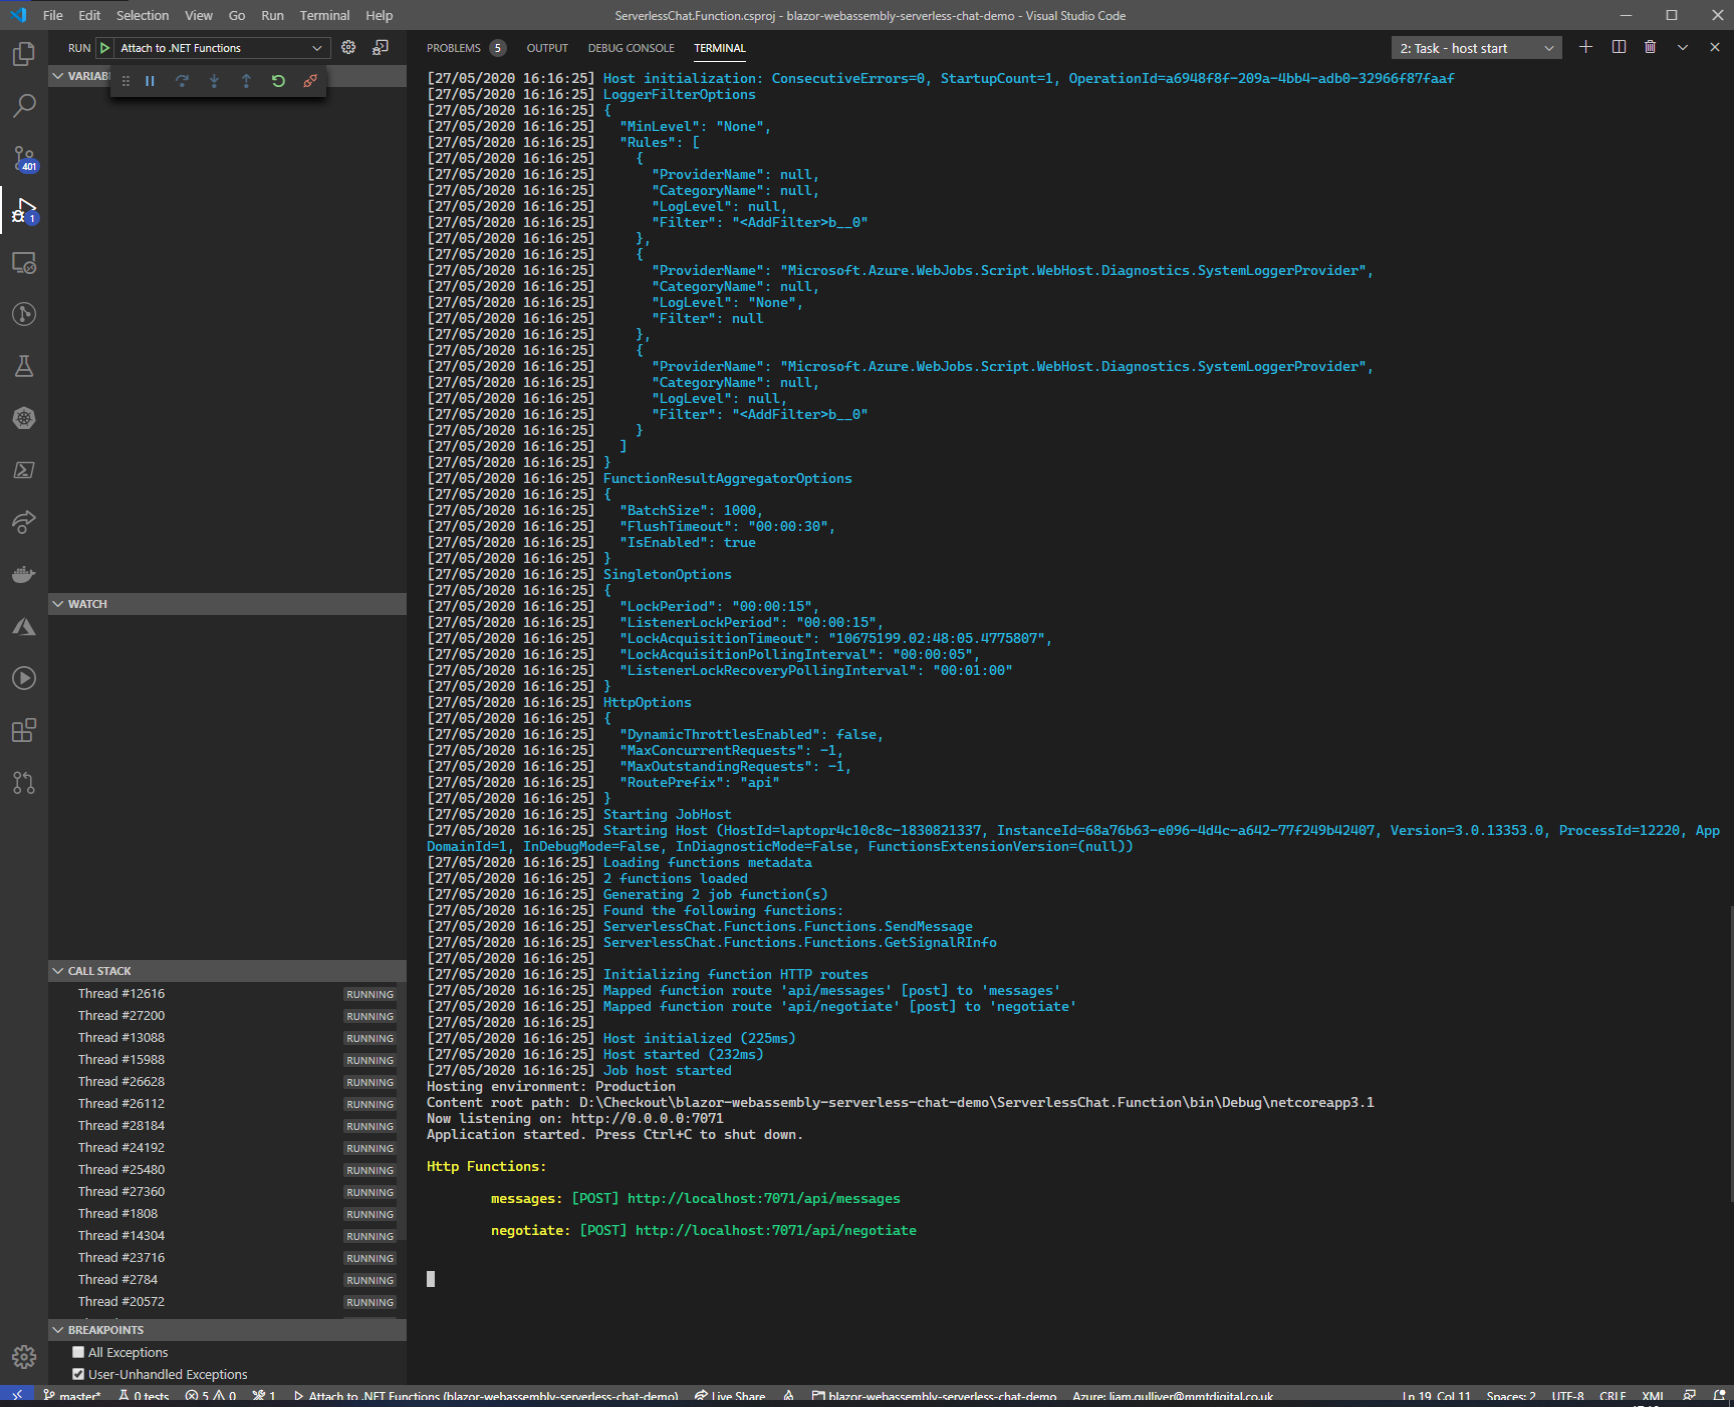 File Edit Selection View Go Run Terminal Help
ServerlessChat.Function.csproj - blazor-webassembly-serverless-chat-demo - Visual Studio Code
RUN Attach to .NET Functions
PROBLEMS 5 OUTPUT DEBUG CONSOLE TERMINAL
2: Task - host start
VARIAB
401
1
WATCH
CALL STACK
Thread #12616 RUNNING
Thread #27200 RUNNING
Thread #13088 RUNNING
Thread #15988 RUNNING
Thread #26628 RUNNING
Thread #26112 RUNNING
Thread #28184 RUNNING
Thread #24192 RUNNING
Thread #25480 RUNNING
Thread #27360 RUNNING
Thread #1808 RUNNING
Thread #14304 RUNNING
Thread #23716 RUNNING
Thread #2784 RUNNING
Thread #20572 RUNNING
BREAKPOINTS
All Exceptions
User-Unhandled Exceptions
[27/05/2020 16:16:25] Host initialization: ConsecutiveErrors=0, StartupCount=1, OperationId=a6948f8f-209a-4bb4-adb0-32966f87faaf
[27/05/2020 16:16:25] LoggerFilterOptions
[27/05/2020 16:16:25] {
[27/05/2020 16:16:25]   "MinLevel": "None",
[27/05/2020 16:16:25]   "Rules": [
[27/05/2020 16:16:25]     {
[27/05/2020 16:16:25]       "ProviderName": null,
[27/05/2020 16:16:25]       "CategoryName": null,
[27/05/2020 16:16:25]       "LogLevel": null,
[27/05/2020 16:16:25]       "Filter": "<AddFilter>b__0"
[27/05/2020 16:16:25]     },
[27/05/2020 16:16:25]     {
[27/05/2020 16:16:25]       "ProviderName": "Microsoft.Azure.WebJobs.Script.WebHost.Diagnostics.SystemLoggerProvider",
[27/05/2020 16:16:25]       "CategoryName": null,
[27/05/2020 16:16:25]       "LogLevel": "None",
[27/05/2020 16:16:25]       "Filter": null
[27/05/2020 16:16:25]     },
[27/05/2020 16:16:25]     {
[27/05/2020 16:16:25]       "ProviderName": "Microsoft.Azure.WebJobs.Script.WebHost.Diagnostics.SystemLoggerProvider",
[27/05/2020 16:16:25]       "CategoryName": null,
[27/05/2020 16:16:25]       "LogLevel": null,
[27/05/2020 16:16:25]       "Filter": "<AddFilter>b__0"
[27/05/2020 16:16:25]     }
[27/05/2020 16:16:25]   ]
[27/05/2020 16:16:25] }
[27/05/2020 16:16:25] FunctionResultAggregatorOptions
[27/05/2020 16:16:25] {
[27/05/2020 16:16:25]   "BatchSize": 1000,
[27/05/2020 16:16:25]   "FlushTimeout": "00:00:30",
[27/05/2020 16:16:25]   "IsEnabled": true
[27/05/2020 16:16:25] }
[27/05/2020 16:16:25] SingletonOptions
[27/05/2020 16:16:25] {
[27/05/2020 16:16:25]   "LockPeriod": "00:00:15",
[27/05/2020 16:16:25]   "ListenerLockPeriod": "00:00:15",
[27/05/2020 16:16:25]   "LockAcquisitionTimeout": "10675199.02:48:05.4775807",
[27/05/2020 16:16:25]   "LockAcquisitionPollingInterval": "00:00:05",
[27/05/2020 16:16:25]   "ListenerLockRecoveryPollingInterval": "00:01:00"
[27/05/2020 16:16:25] }
[27/05/2020 16:16:25] HttpOptions
[27/05/2020 16:16:25] {
[27/05/2020 16:16:25]   "DynamicThrottlesEnabled": false,
[27/05/2020 16:16:25]   "MaxConcurrentRequests": -1,
[27/05/2020 16:16:25]   "MaxOutstandingRequests": -1,
[27/05/2020 16:16:25]   "RoutePrefix": "api"
[27/05/2020 16:16:25] }
[27/05/2020 16:16:25] Starting JobHost
[27/05/2020 16:16:25] Starting Host (HostId=laptopr4c10c8c-1830821337, InstanceId=68a76b63-e096-4d4c-a642-77f249b42407, Version=3.0.13353.0, ProcessId=12220, App
DomainId=1, InDebugMode=False, InDiagnosticMode=False, FunctionsExtensionVersion=(null))
[27/05/2020 16:16:25] Loading functions metadata
[27/05/2020 16:16:25] 2 functions loaded
[27/05/2020 16:16:25] Generating 2 job function(s)
[27/05/2020 16:16:25] Found the following functions:
[27/05/2020 16:16:25] ServerlessChat.Functions.Functions.SendMessage
[27/05/2020 16:16:25] ServerlessChat.Functions.Functions.GetSignalRInfo
[27/05/2020 16:16:25]
[27/05/2020 16:16:25] Initializing function HTTP routes
[27/05/2020 16:16:25] Mapped function route 'api/messages' [post] to 'messages'
[27/05/2020 16:16:25] Mapped function route 'api/negotiate' [post] to 'negotiate'
[27/05/2020 16:16:25]
[27/05/2020 16:16:25] Host initialized (225ms)
[27/05/2020 16:16:25] Host started (232ms)
[27/05/2020 16:16:25] Job host started
Hosting environment: Production
Content root path: D:\Checkout\blazor-webassembly-serverless-chat-demo\ServerlessChat.Function\bin\Debug\netcoreapp3.1
Now listening on: http://0.0.0.0:7071
Application started. Press Ctrl+C to shut down.
Http Functions:
messages: [POST] http://localhost:7071/api/messages
negotiate: [POST] http://localhost:7071/api/negotiate
master* 0 tests 5 0 1 Attach to .NET Functions (blazor-webassembly-serverless-chat-demo) Live Share blazor-webassembly-serverless-chat-demo Azure: liam.gulliver@mmtdigital.co.uk Ln 19, Col 11 Spaces: 2 UTF-8 CRLF XML